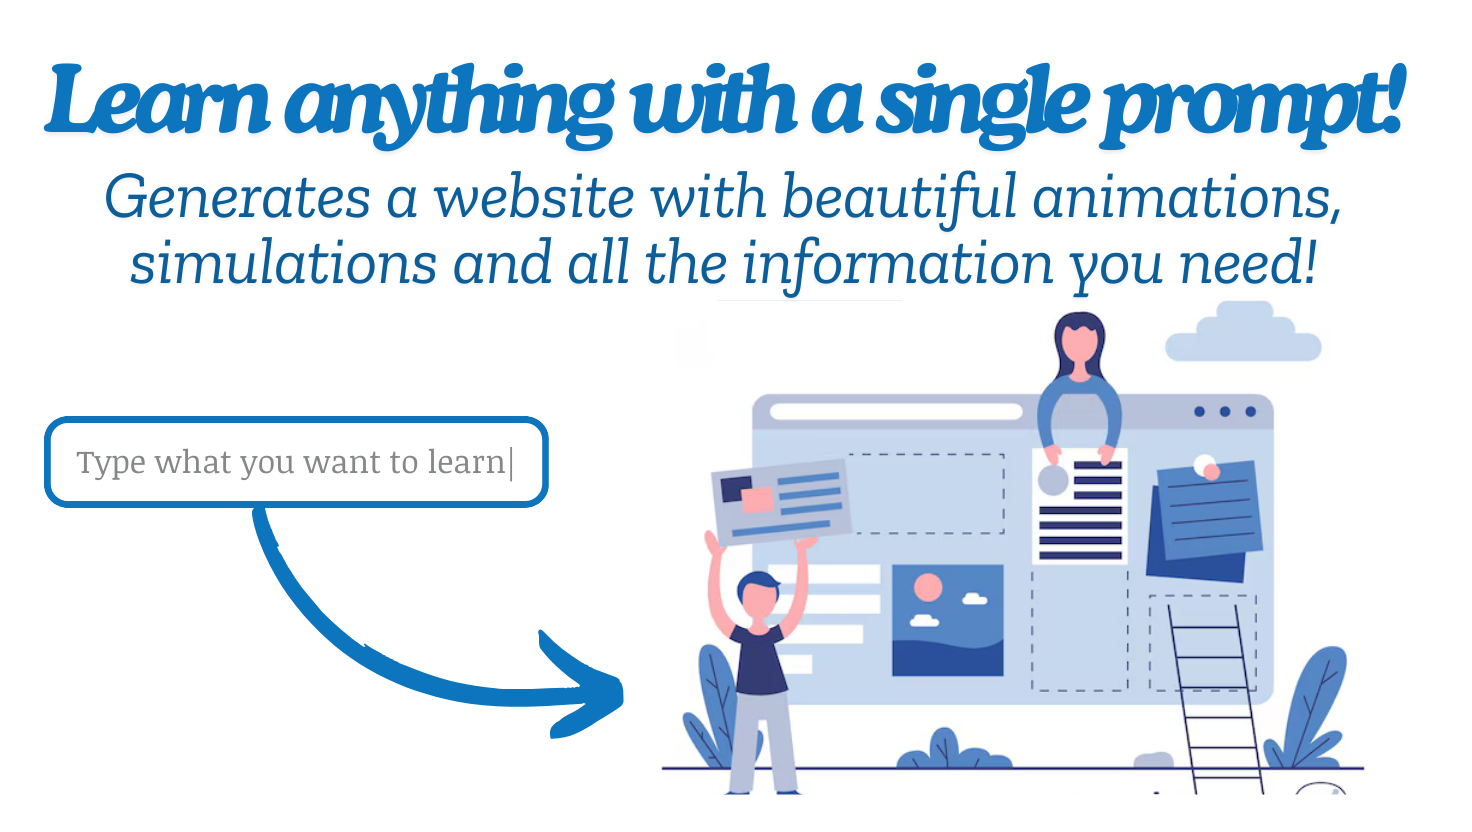 Learn anything with a single prompt!
Generates a website with beautiful animations,
simulations and all the information you need!
Type what you want to learn